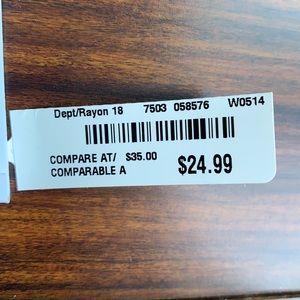 Dept/Rayon 18 7503 058576 W0514
COMPARE AT/ $35.00
COMPARABLE A
$24.99